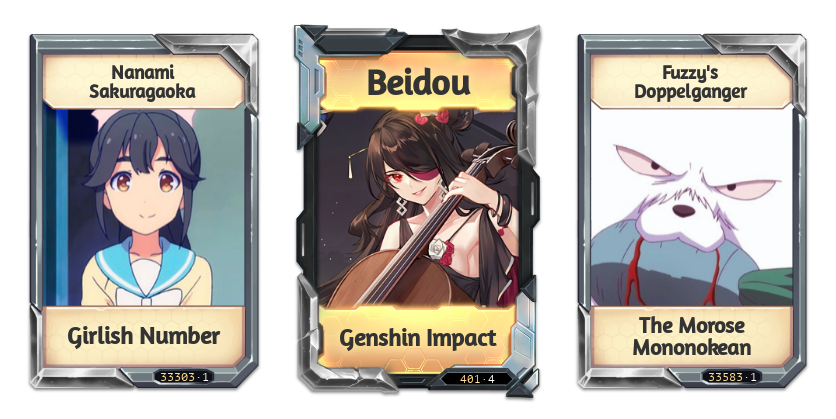 Nanami
Sakuragaoka
Girlish Number
33303·1
Beidou
Genshin Impact
401·4
Fuzzy's
Doppelganger
The Morose
Mononokean
33583·1